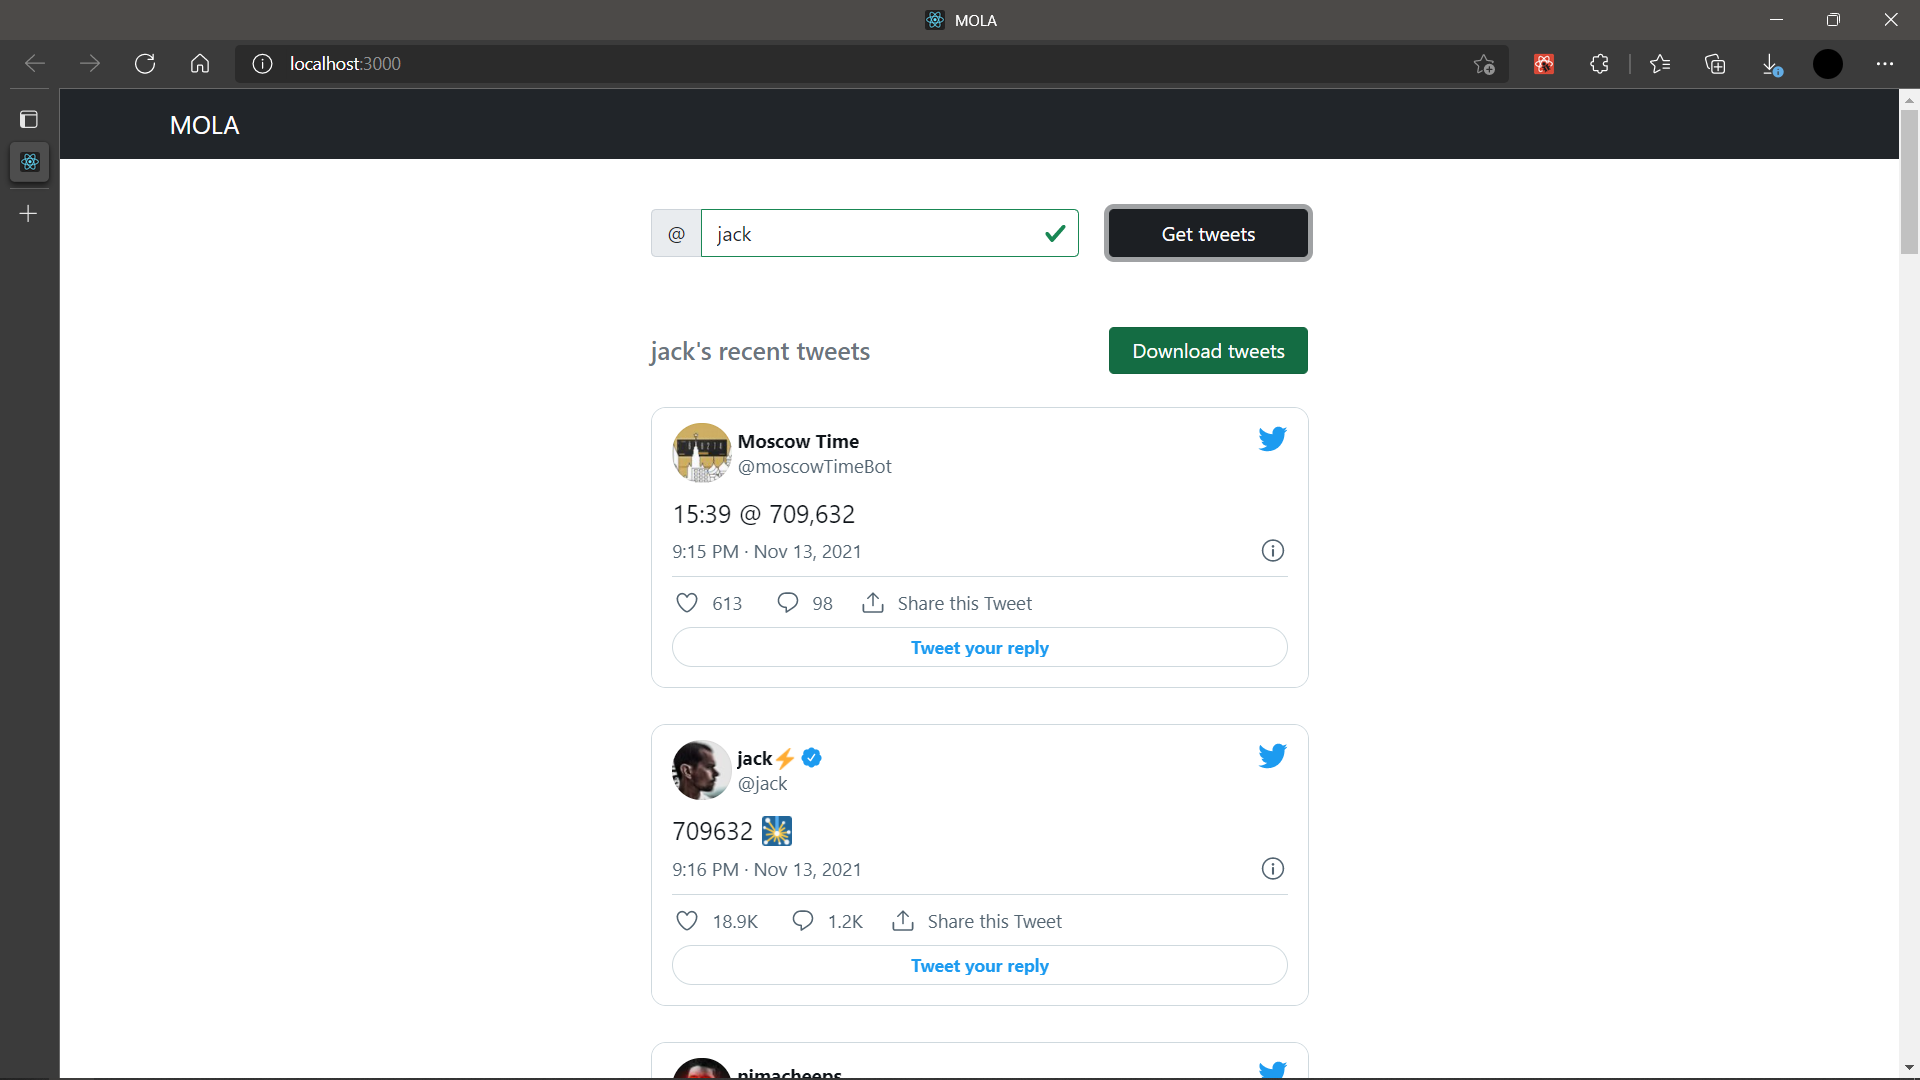 MOLA
localhost:3000
MOLA
@ jack Get tweets
jack's recent tweets Download tweets
Moscow Time
@moscowTimeBot
15:39 @ 709,632
9:15 PM · Nov 13, 2021
613 98 Share this Tweet
Tweet your reply
jack⚡
@jack
709632 🎇
9:16 PM · Nov 13, 2021
18.9K 1.2K Share this Tweet
Tweet your reply
nimacheeps